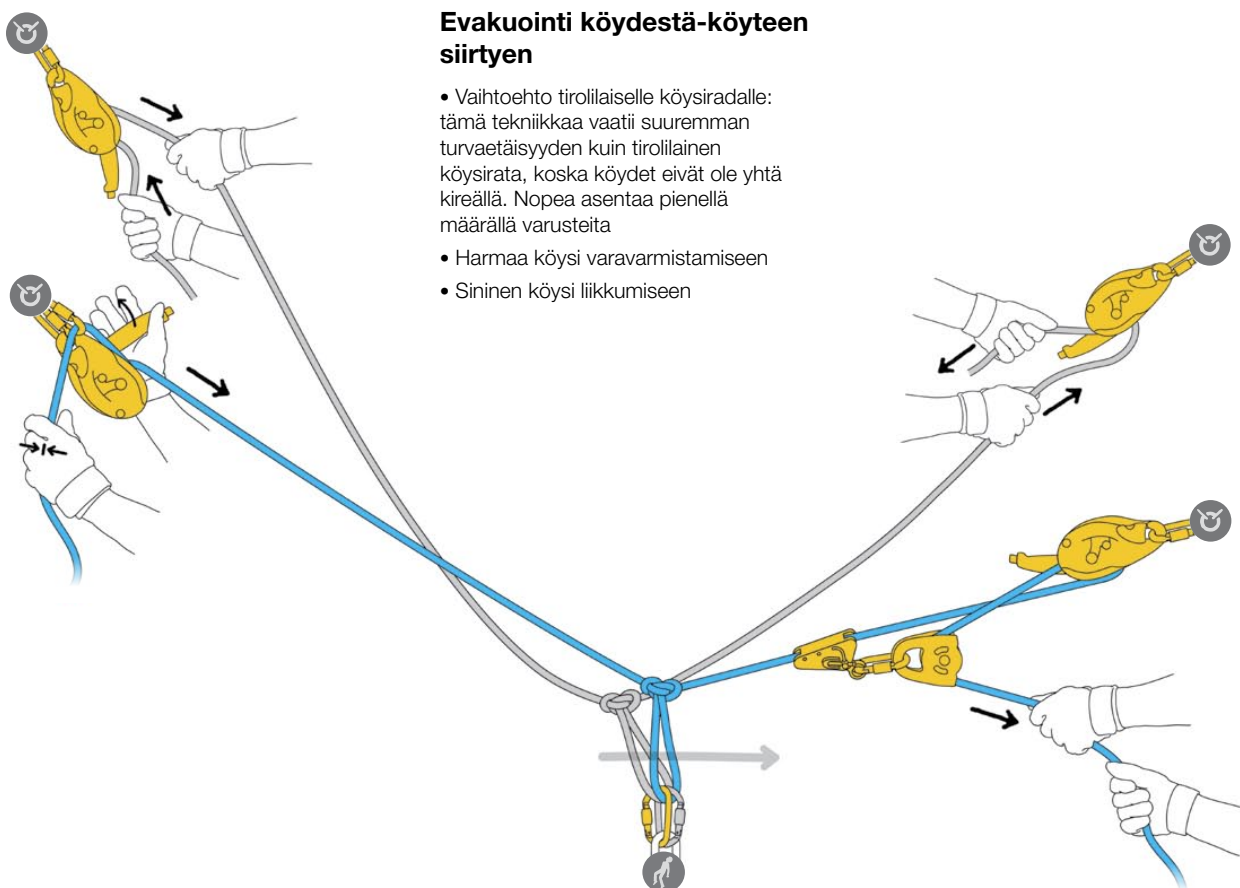 Evakuointi köydestä-köyteen
siirtyen
• Vaihtoehto tirolilaiselle köysiradalle:
tämä tekniikkaa vaatii suuremman
turvaetäisyyden kuin tirolilainen
köysirata, koska köydet eivät ole yhtä
kireällä. Nopea asentaa pienellä
määrällä varusteita
• Harmaa köysi varavarmistamiseen
• Sininen köysi liikkumiseen